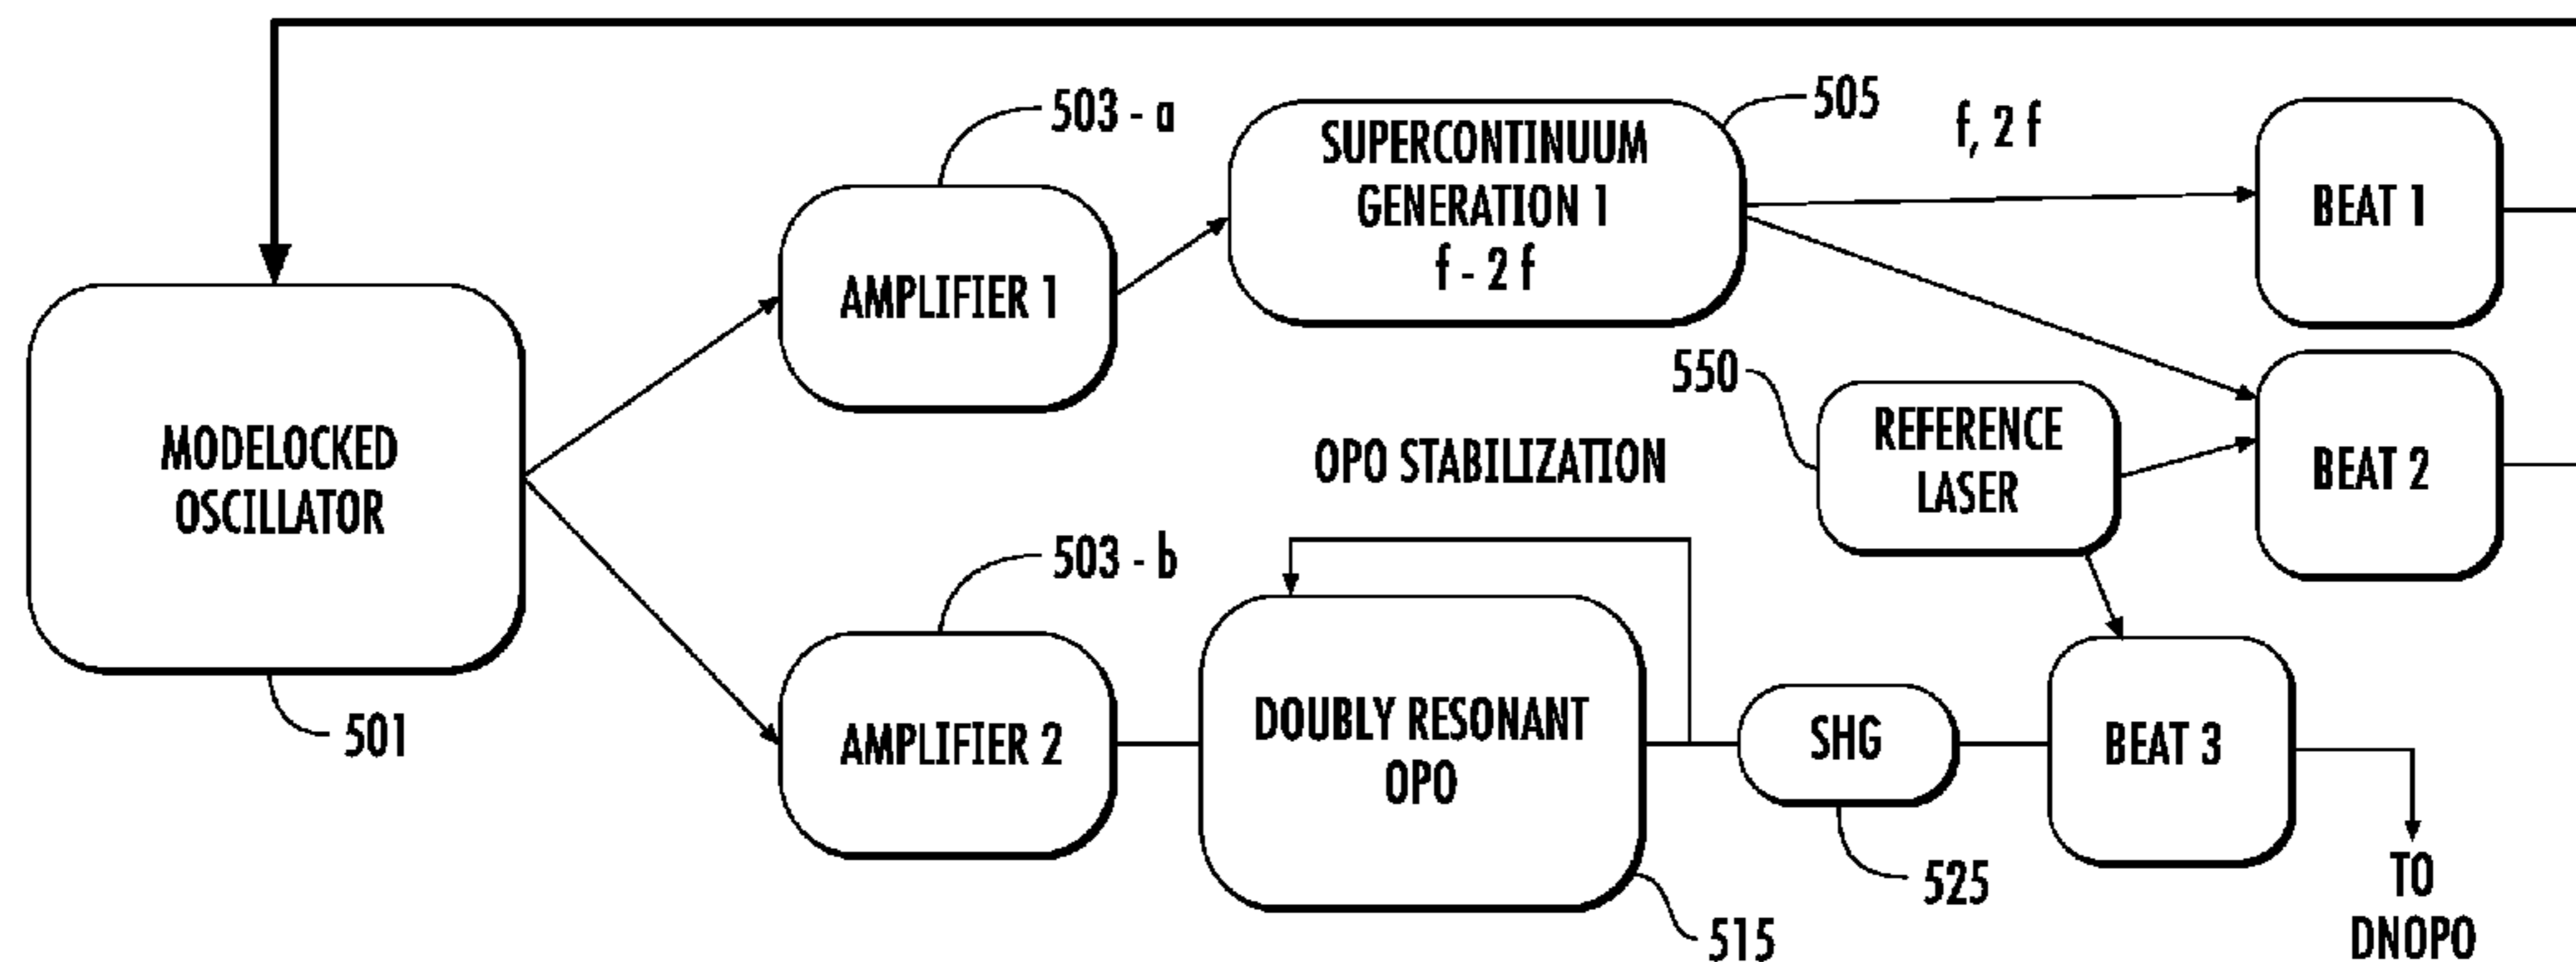 503 - a
SUPERCONTINUUM
GENERATION 1
f - 2 f
505
f, 2 f
BEAT 1
AMPLIFIER 1
MODELOCKED
OSCILLATOR
501
OPO STABILIZATION
550
REFERENCE
LASER
BEAT 2
503 - b
AMPLIFIER 2
DOUBLY RESONANT
OPO
515
SHG
525
BEAT 3
TO
DNOPO